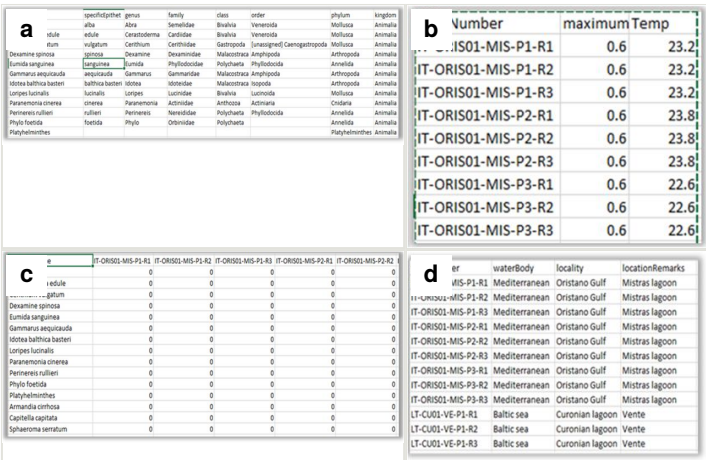 a
specificEpithet genus family class order phylum kingdom
alba Abra Semelidae Bivalvia Veneroida Mollusca Animalia
edule edule Cerastoderma Cardiidae Bivalvia Veneroida Mollusca Animalia
vulgatum Cerithium Cerithiidae Gastropoda [unassigned] Caenogastropoda Mollusca Animalia
Dexamine spinosa spinosa Dexamine Dexaminidae Malacostraca Amphipoda Arthropoda Animalia
Eumida sanguinea sanguinea Eumida Phyllodocidae Polychaeta Phyllodocida Annelida Animalia
Gammarus aequicauda aequicauda Gammarus Gammaridae Malacostraca Amphipoda Arthropoda Animalia
Idotea balthica basteri balthica basteri Idotea Idoteidae Malacostraca Isopoda Arthropoda Animalia
Loripes lucinalis lucinalis Loripes Lucinidae Bivalvia Lucinoida Mollusca Animalia
Paranemonia cinerea cinerea Paranemonia Actiniidae Anthozoa Actiniaria Cnidaria Animalia
Perinereis rullieri rullieri Perinereis Nereididae Polychaeta Phyllodocida Annelida Animalia
Phylo foetida foetida Phylo Orbiniidae Polychaeta Annelida Animalia
Platyhelminthes Platyhelminthes Animalia
b
Number maximum Temp
IT-ORIS01-MIS-P1-R1 0.6 23.2
IT-ORIS01-MIS-P1-R2 0.6 23.2
IT-ORIS01-MIS-P1-R3 0.6 23.2
IT-ORIS01-MIS-P2-R1 0.6 23.8
IT-ORIS01-MIS-P2-R2 0.6 23.8
IT-ORIS01-MIS-P2-R3 0.6 23.8
IT-ORIS01-MIS-P3-R1 0.6 22.6
IT-ORIS01-MIS-P3-R2 0.6 22.6
IT-ORIS01-MIS-P3-R3 0.6 22.6
c
IT-ORIS01-MIS-P1-R1 IT-ORIS01-MIS-P1-R2 IT-ORIS01-MIS-P1-R3 IT-ORIS01-MIS-P2-R1 IT-ORIS01-MIS-P2-R2
0 0 0 0 0
edule 0 0 0 0 0
vulgatum 0 0 0 0 0
Dexamine spinosa 0 0 0 0 0
Eumida sanguinea 0 0 0 0 0
Gammarus aequicauda 0 0 0 0 0
Idotea balthica basteri 0 0 0 0 0
Loripes lucinalis 0 0 0 0 0
Paranemonia cinerea 0 0 0 0 0
Perinereis rullieri 0 0 0 0 0
Phylo foetida 0 0 0 0 0
Platyhelminthes 0 0 0 0 0
Armandia cirrhosa 0 0 0 0 0
Capitella capitata 0 0 0 0 0
Sphaeroma serratum 0 0 0 0 0
d
er waterBody locality locationRemarks
MIS-P1-R1 Mediterranean Oristano Gulf Mistras lagoon
IT-ORIS01-MIS-P1-R2 Mediterranean Oristano Gulf Mistras lagoon
IT-ORIS01-MIS-P1-R3 Mediterranean Oristano Gulf Mistras lagoon
IT-ORIS01-MIS-P2-R1 Mediterranean Oristano Gulf Mistras lagoon
IT-ORIS01-MIS-P2-R2 Mediterranean Oristano Gulf Mistras lagoon
IT-ORIS01-MIS-P2-R3 Mediterranean Oristano Gulf Mistras lagoon
IT-ORIS01-MIS-P3-R1 Mediterranean Oristano Gulf Mistras lagoon
IT-ORIS01-MIS-P3-R2 Mediterranean Oristano Gulf Mistras lagoon
IT-ORIS01-MIS-P3-R3 Mediterranean Oristano Gulf Mistras lagoon
LT-CU01-VE-P1-R1 Baltic sea Curonian lagoon Vente
LT-CU01-VE-P1-R2 Baltic sea Curonian lagoon Vente
LT-CU01-VE-P1-R3 Baltic sea Curonian lagoon Vente